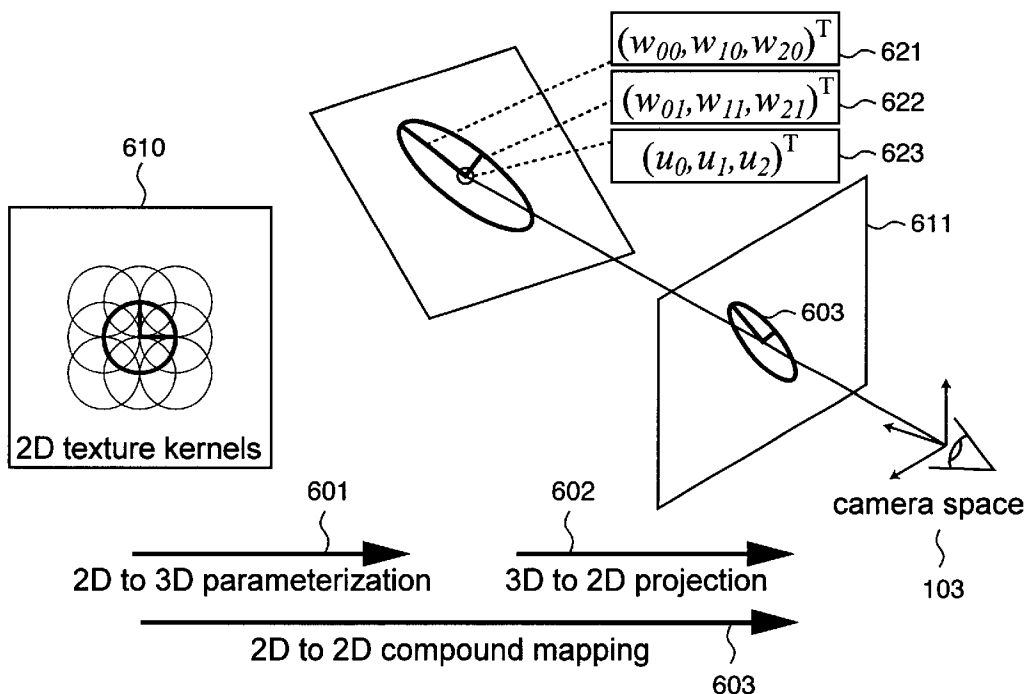 (w₀₀,w₁₀,w₂₀)ᵀ
621
(w₀₁,w₁₁,w₂₁)ᵀ
622
(u₀,u₁,u₂)ᵀ
623
610
611
603
2D texture kernels
camera space
103
601
602
2D to 3D parameterization
3D to 2D projection
2D to 2D compound mapping
603